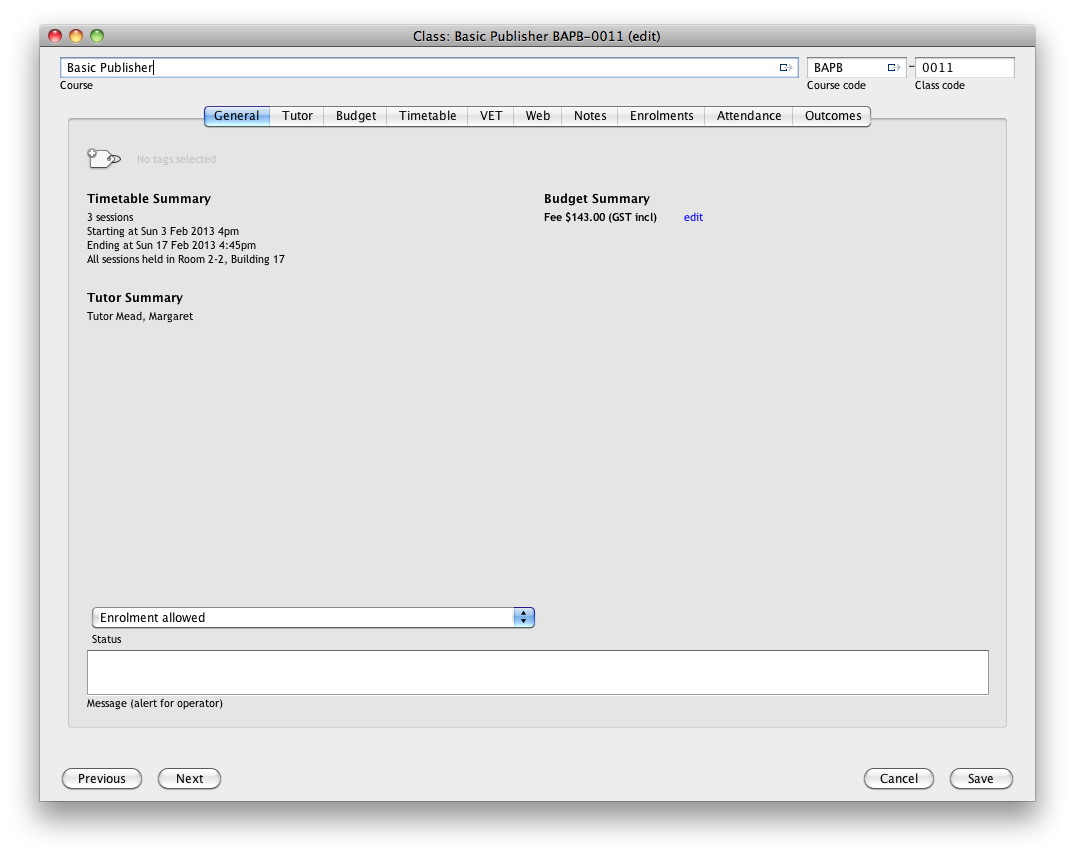 Class: Basic Publisher BAPB-0011 (edit)
Basic Publisher BAPB - 0011
Course Course code Class code
General Tutor Budget Timetable VET Web Notes Enrolments Attendance Outcomes
No tags selected
Timetable Summary
3 sessions
Starting at Sun 3 Feb 2013 4pm
Ending at Sun 17 Feb 2013 4:45pm
All sessions held in Room 2-2, Building 17
Budget Summary
Fee $143.00 (GST incl) edit
Tutor Summary
Tutor Mead, Margaret
Enrolment allowed
Status
Message (alert for operator)
Previous Next Cancel Save